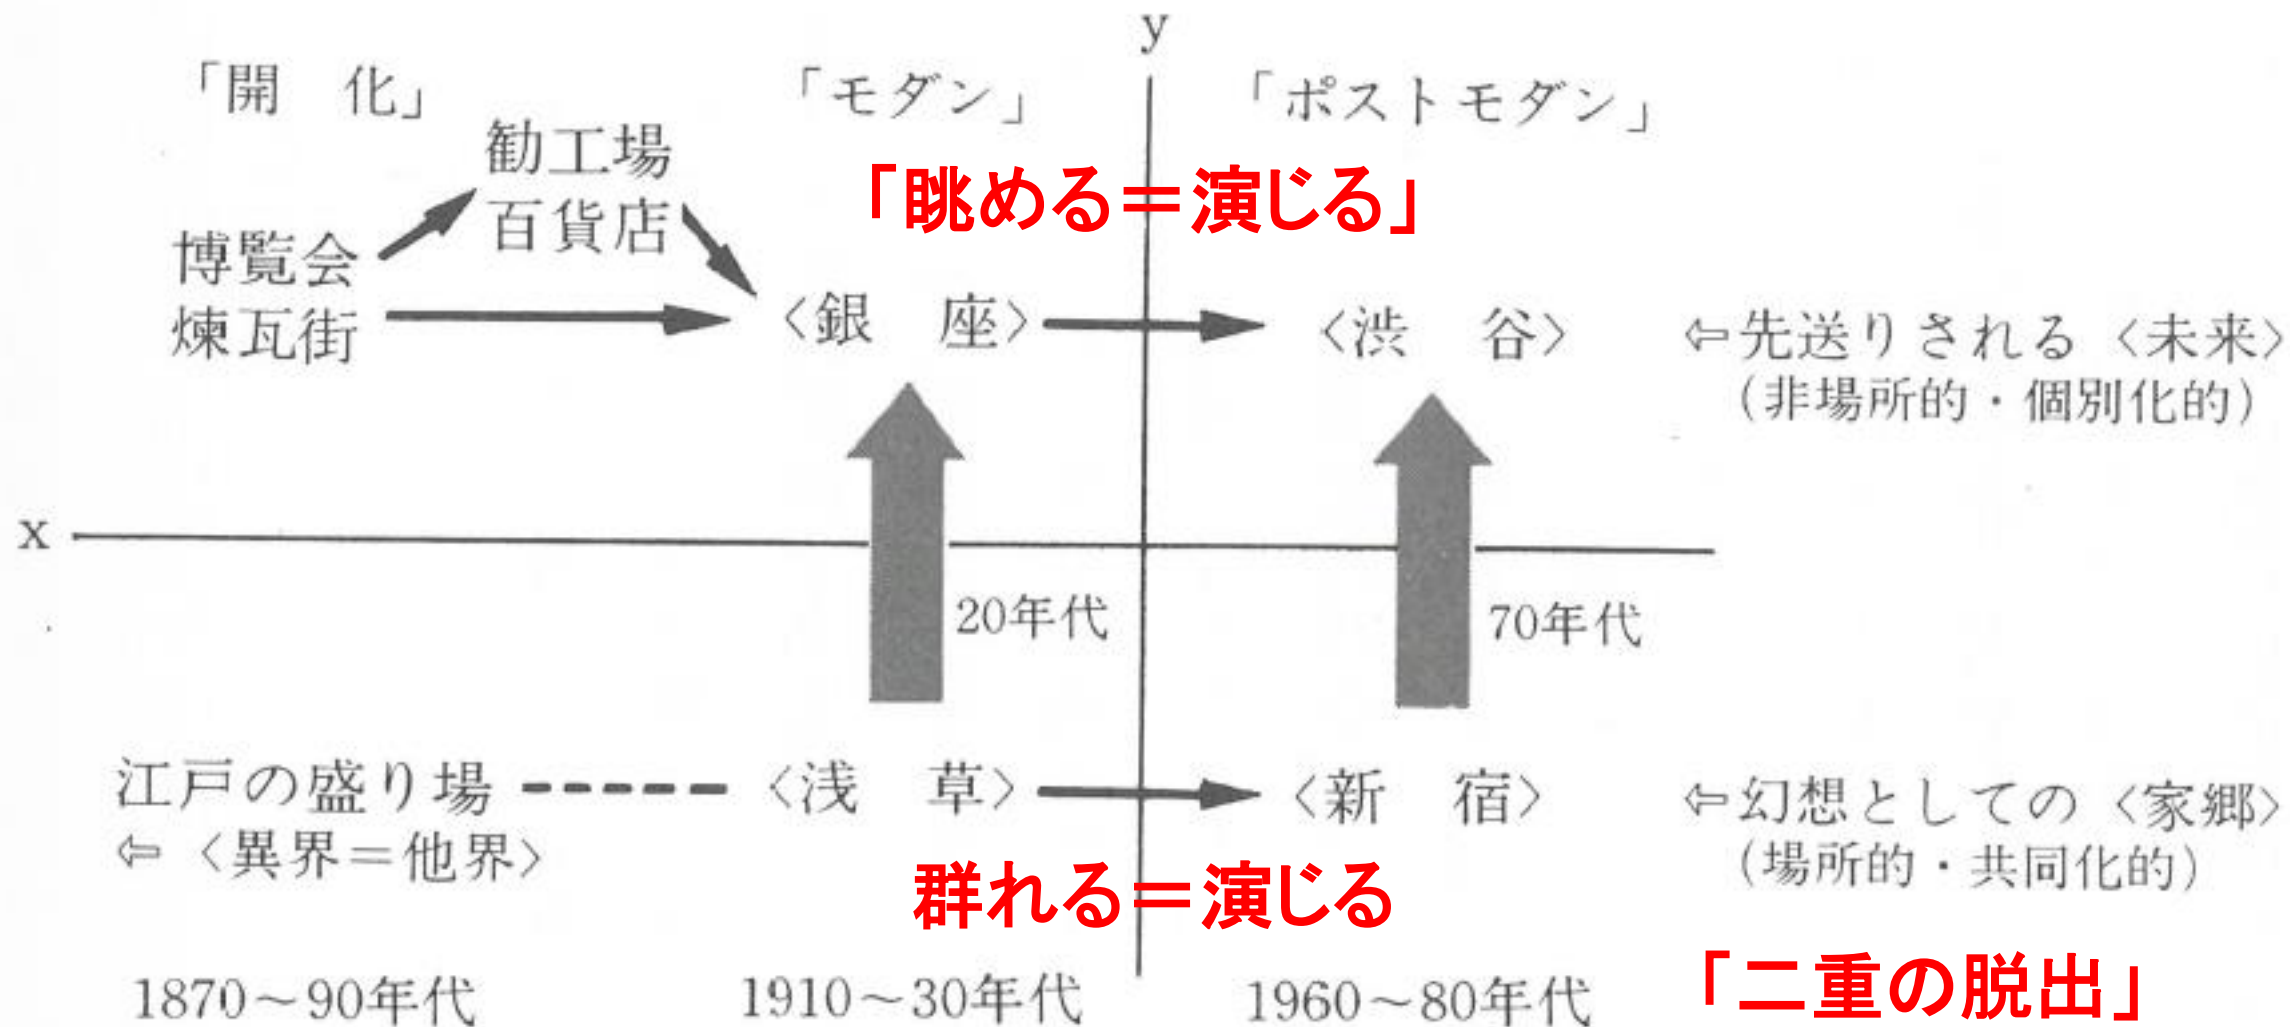 y
「開　化」
「モダン」
「ポストモダン」
勧工場
百貨店
「眺める＝演じる」
博覧会
煉瓦街
〈銀　座〉
〈渋　谷〉
⇦先送りされる〈未来〉
（非場所的・個別化的）
x
20年代
70年代
江戸の盛り場
⇦〈異界＝他界〉
〈浅　草〉
〈新　宿〉
⇦幻想としての〈家郷〉
（場所的・共同化的）
群れる＝演じる
「二重の脱出」
1870～90年代
1910～30年代
1960～80年代